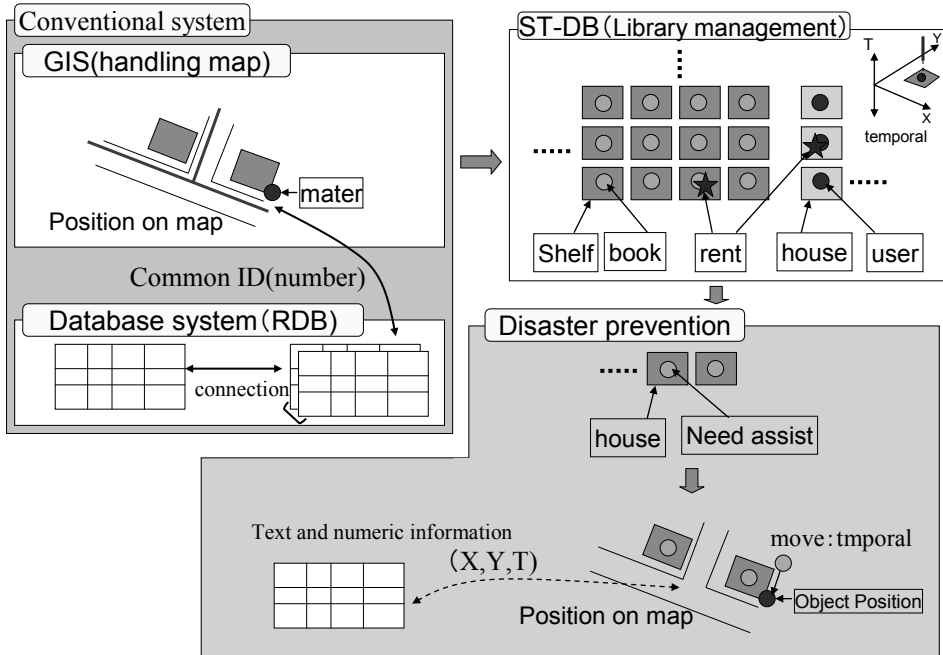 Conventional system
GIS(handling map)
mater
Position on map
Common ID(number)
Database system(RDB)
connection
ST-DB(Library management)
T
Y
X
temporal
Shelf
book
rent
house
user
Disaster prevention
house
Need assist
Text and numeric information
(X,Y,T)
move:tmporal
Object Position
Position on map